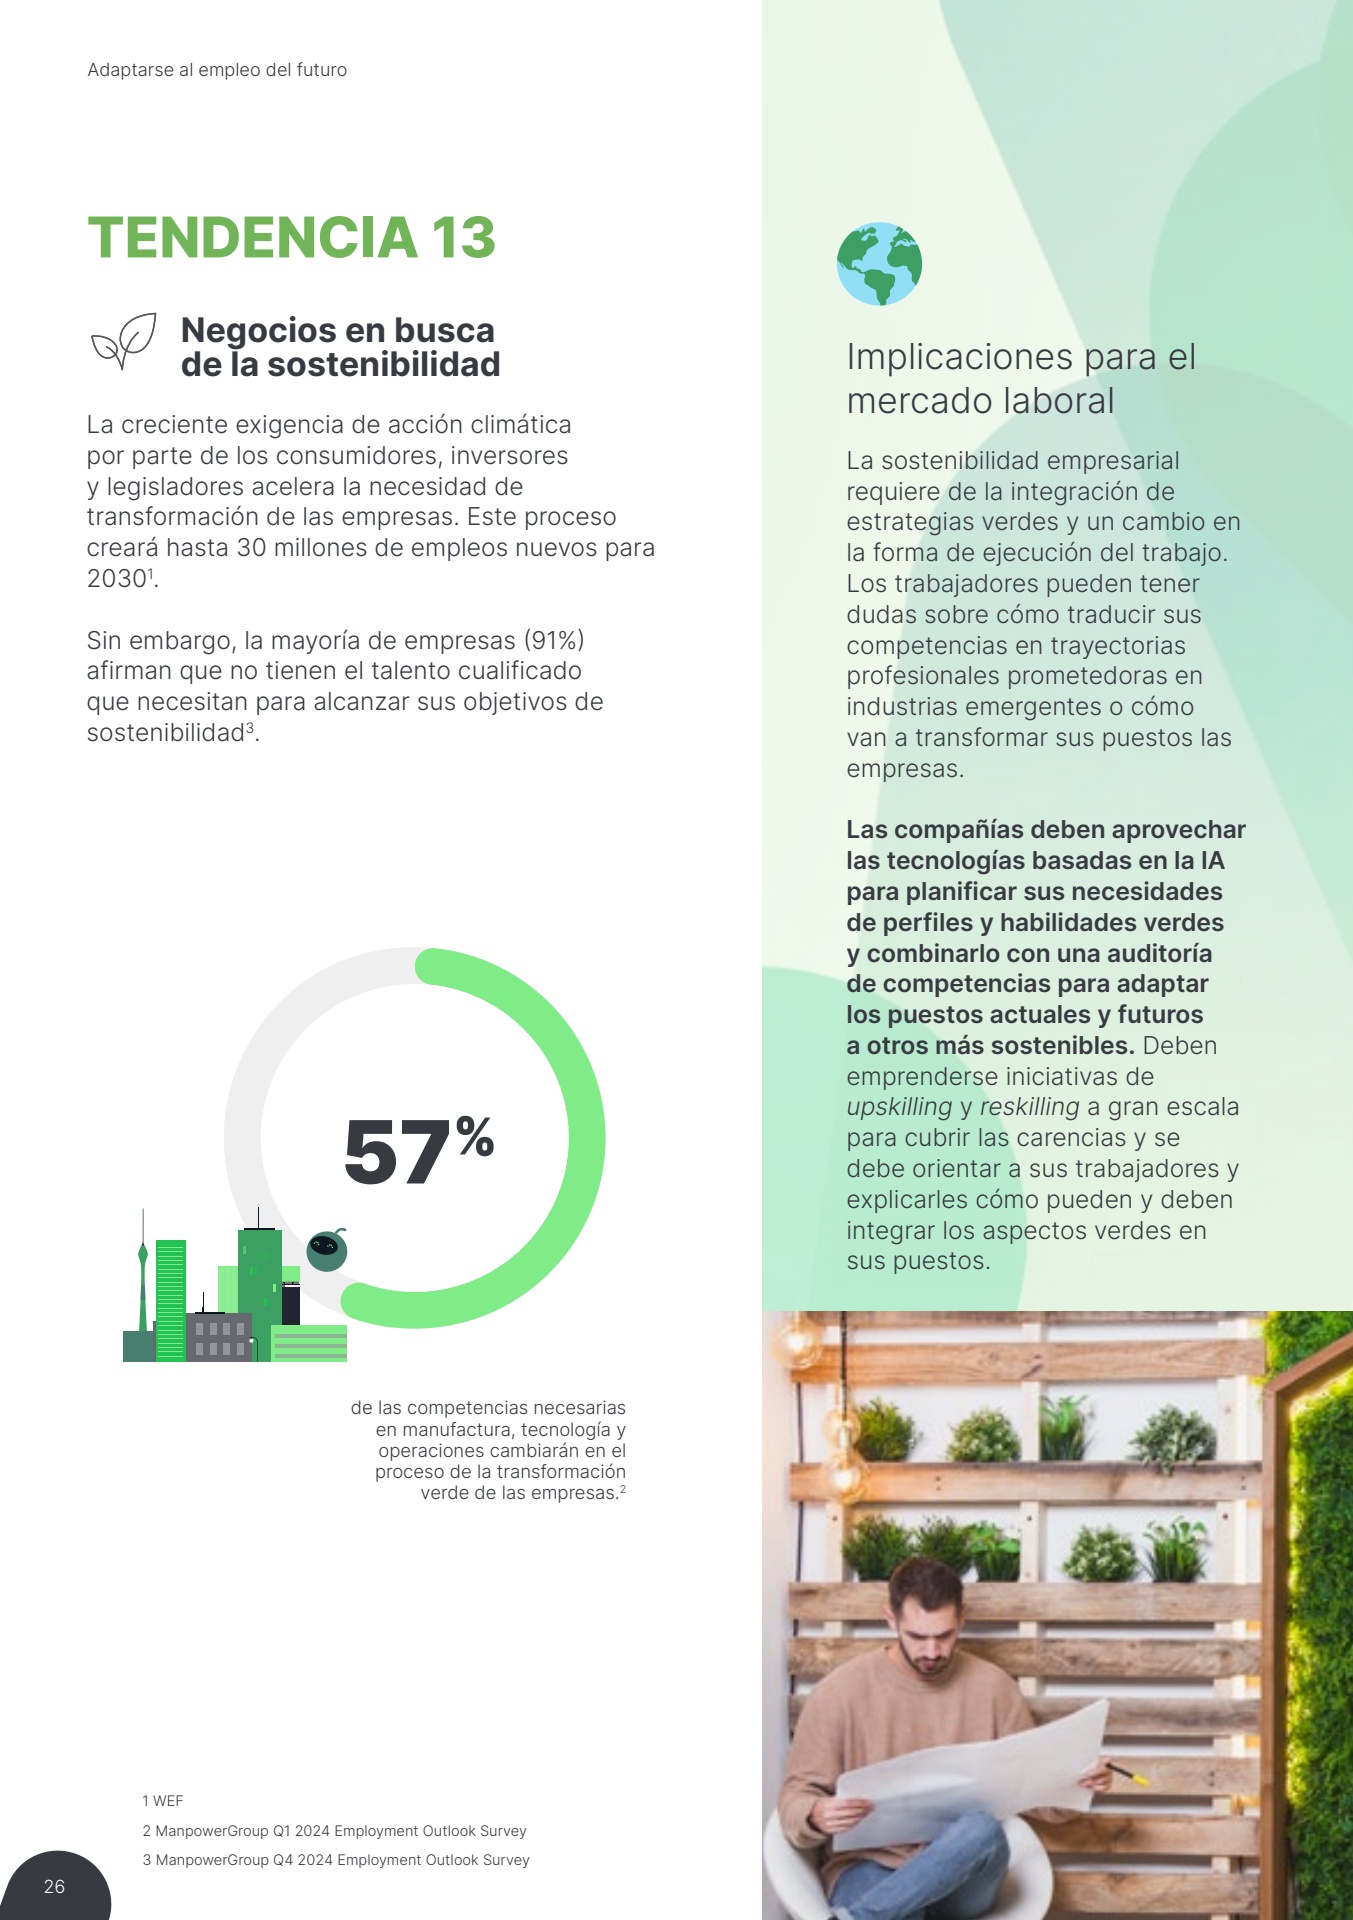 Adaptarse al empleo del futuro
TENDENCIA 13
Negocios en busca
de la sostenibilidad
La creciente exigencia de acción climática
por parte de los consumidores, inversores
y legisladores acelera la necesidad de
transformación de las empresas. Este proceso
creará hasta 30 millones de empleos nuevos para
2030¹.
Sin embargo, la mayoría de empresas (91%)
afirman que no tienen el talento cualificado
que necesitan para alcanzar sus objetivos de
sostenibilidad³.
57%
de las competencias necesarias
en manufactura, tecnología y
operaciones cambiarán en el
proceso de la transformación
verde de las empresas.²
1 WEF
2 ManpowerGroup Q1 2024 Employment Outlook Survey
3 ManpowerGroup Q4 2024 Employment Outlook Survey
26
Implicaciones para el
mercado laboral
La sostenibilidad empresarial
requiere de la integración de
estrategias verdes y un cambio en
la forma de ejecución del trabajo.
Los trabajadores pueden tener
dudas sobre cómo traducir sus
competencias en trayectorias
profesionales prometedoras en
industrias emergentes o cómo
van a transformar sus puestos las
empresas.
Las compañías deben aprovechar
las tecnologías basadas en la IA
para planificar sus necesidades
de perfiles y habilidades verdes
y combinarlo con una auditoría
de competencias para adaptar
los puestos actuales y futuros
a otros más sostenibles. Deben
emprenderse iniciativas de
upskilling y reskilling a gran escala
para cubrir las carencias y se
debe orientar a sus trabajadores y
explicarles cómo pueden y deben
integrar los aspectos verdes en
sus puestos.